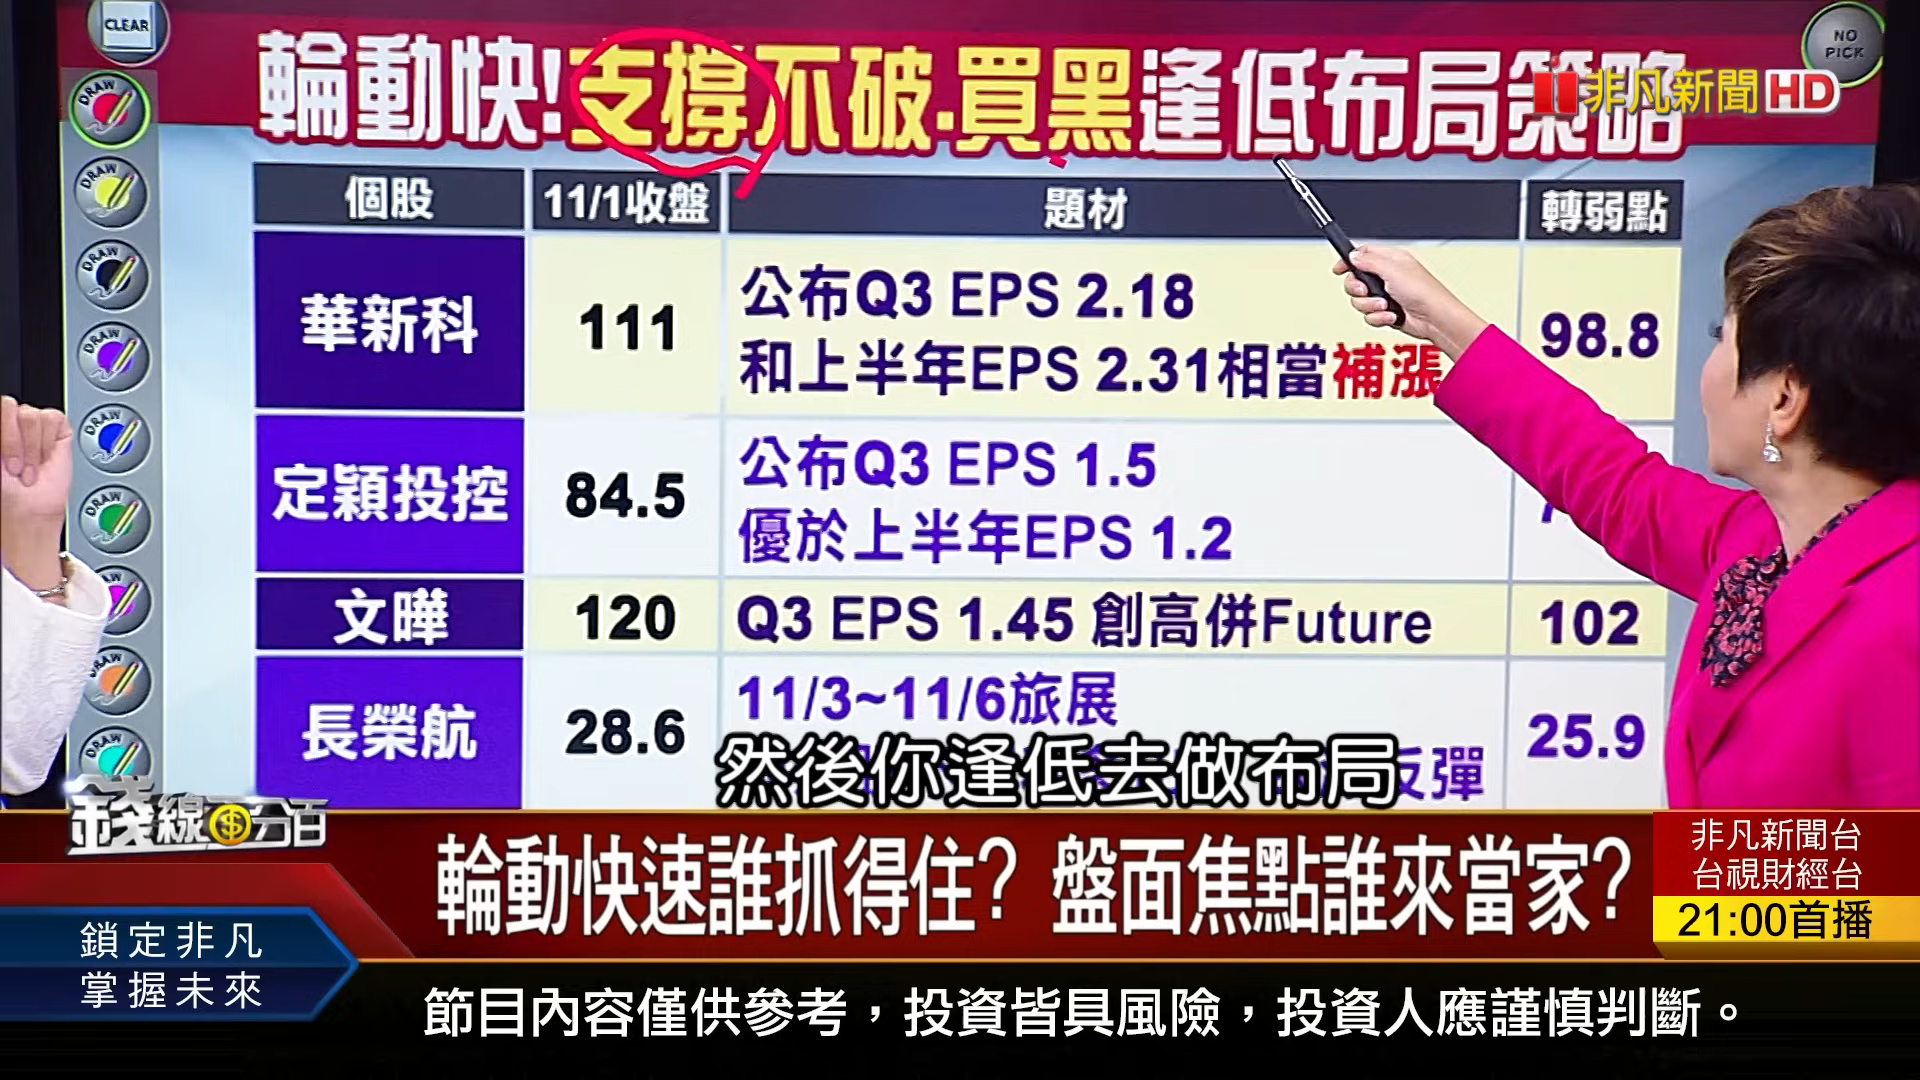 CLEAR
NO PICK
輪動快!支撐不破.買黑逢低布局策略
非凡新聞HD
DRAW
DRAW
DRAW
DRAW
DRAW
DRAW
DRAW
DRAW
個股 11/1收盤 題材 轉弱點
華新科 111 公布Q3 EPS 2.18
和上半年EPS 2.31相當補漲 98.8
定穎投控 84.5 公布Q3 EPS 1.5
優於上半年EPS 1.2
文曄 120 Q3 EPS 1.45 創高併Future 102
長榮航 28.6 11/3~11/6旅展 25.9
反彈
然後你逢低去做布局
錢線百分百
輪動快速誰抓得住? 盤面焦點誰來當家?
非凡新聞台
台視財經台
21:00首播
鎖定非凡
掌握未來
節目內容僅供參考，投資皆具風險，投資人應謹慎判斷。